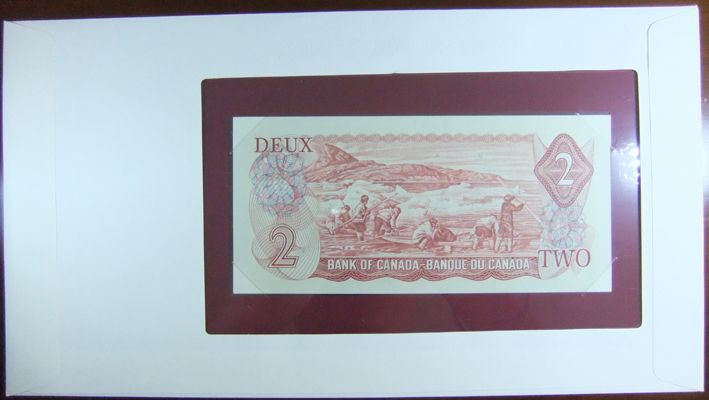 DEUX
2
2
BANK OF CANADA-BANQUE DU CANADA
TWO